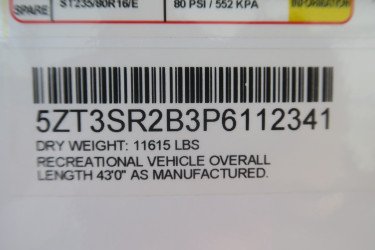 SPARE ST235/80R16/E 80 PSI / 552 KPA INFORMATION
5ZT3SR2B3P6112341
DRY WEIGHT: 11615 LBS
RECREATIONAL VEHICLE OVERALL
LENGTH 43'0" AS MANUFACTURED.